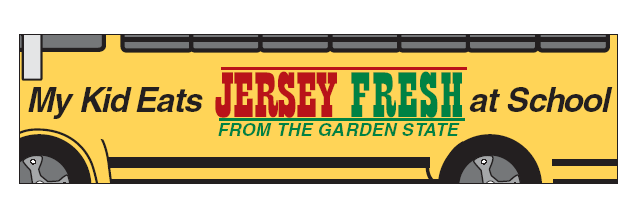 My Kid Eats JERSEY FRESH at School
FROM THE GARDEN STATE